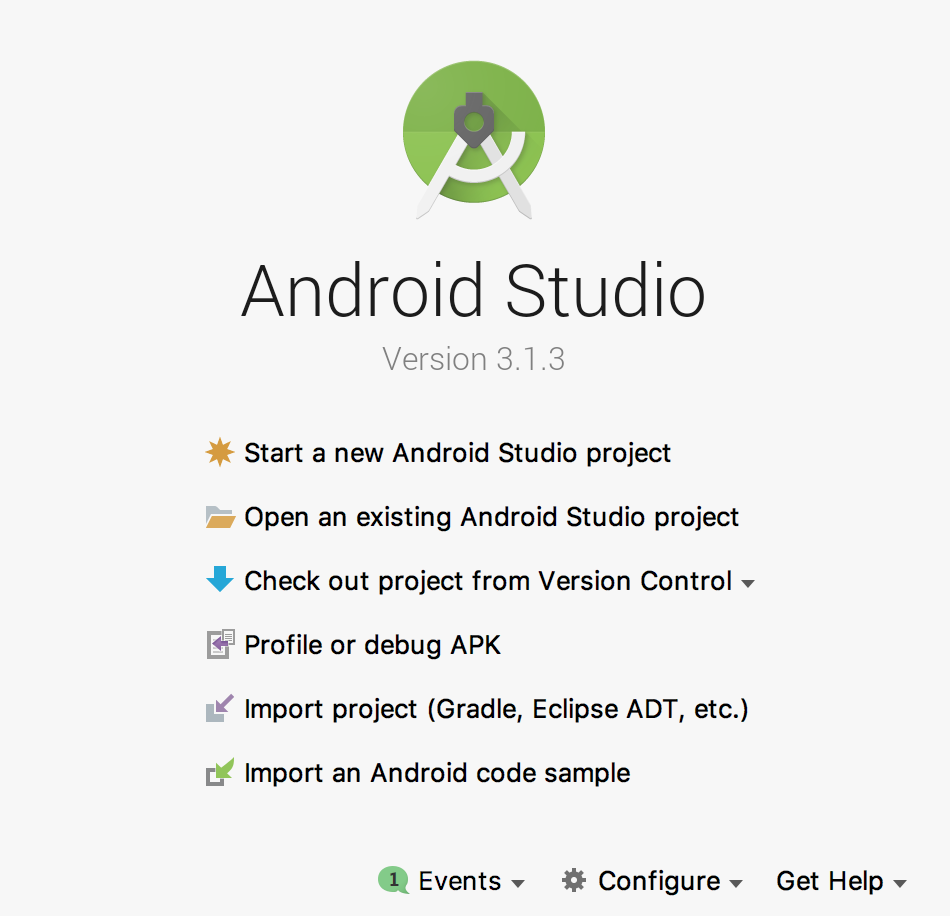 Android Studio
Version 3.1.3
Start a new Android Studio project
Open an existing Android Studio project
Check out project from Version Control
Profile or debug APK
Import project (Gradle, Eclipse ADT, etc.)
Import an Android code sample
1 Events Configure Get Help